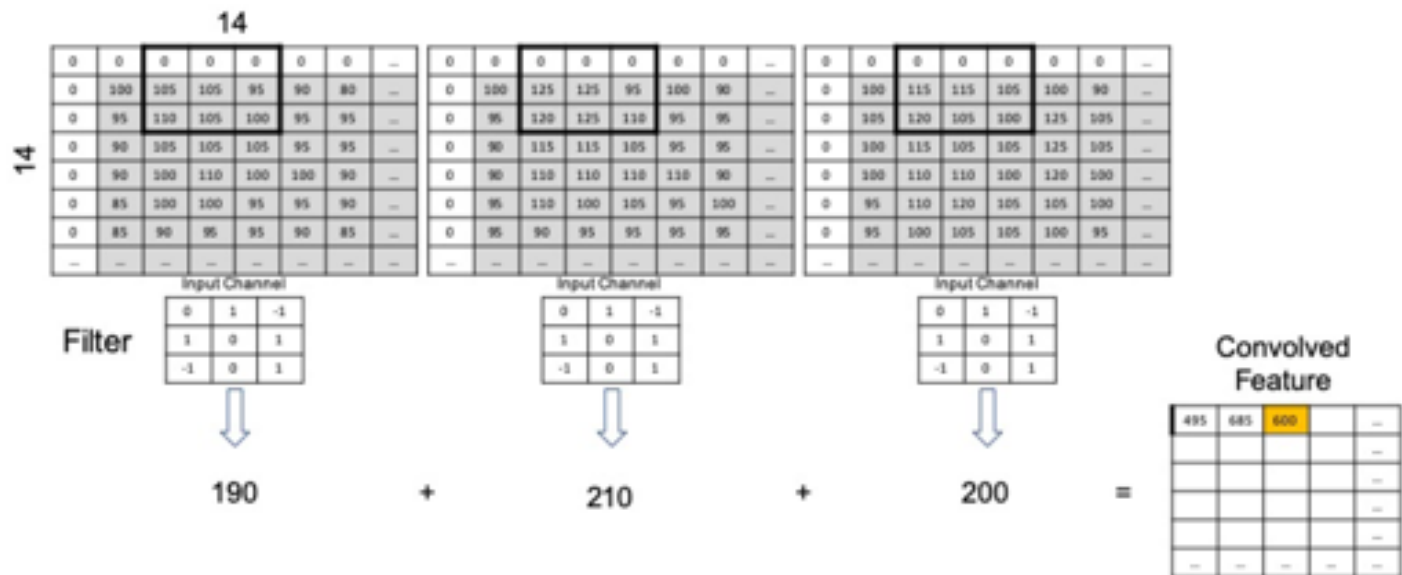 14
14
0 0 0 0 0 0 0 ...
0 100 105 105 95 90 80 ...
0 95 110 105 100 95 95 ...
0 90 105 105 105 95 95 ...
0 90 100 110 100 100 90 ...
0 85 100 100 95 95 90 ...
0 85 90 95 95 90 85 ...
... ... ... ... ... ... ... ...
0 0 0 0 0 0 0 ...
0 100 125 125 95 100 90 ...
0 95 120 125 110 95 95 ...
0 90 115 115 105 95 95 ...
0 90 110 110 110 110 90 ...
0 95 110 100 105 95 100 ...
0 95 90 95 95 95 95 ...
... ... ... ... ... ... ... ...
0 0 0 0 0 0 0 ...
0 100 115 115 105 100 90 ...
0 105 120 105 100 125 105 ...
0 100 115 105 105 125 105 ...
0 100 110 110 100 120 100 ...
0 95 110 120 105 105 100 ...
0 95 100 105 105 100 95 ...
... ... ... ... ... ... ... ...
Input Channel
Input Channel
Input Channel
Filter
0 1 -1
1 0 1
-1 0 1
0 1 -1
1 0 1
-1 0 1
0 1 -1
1 0 1
-1 0 1
Convolved
Feature
495 685 600 ...
...
...
...
...
... ... ... ... ...
190 + 210 + 200 =